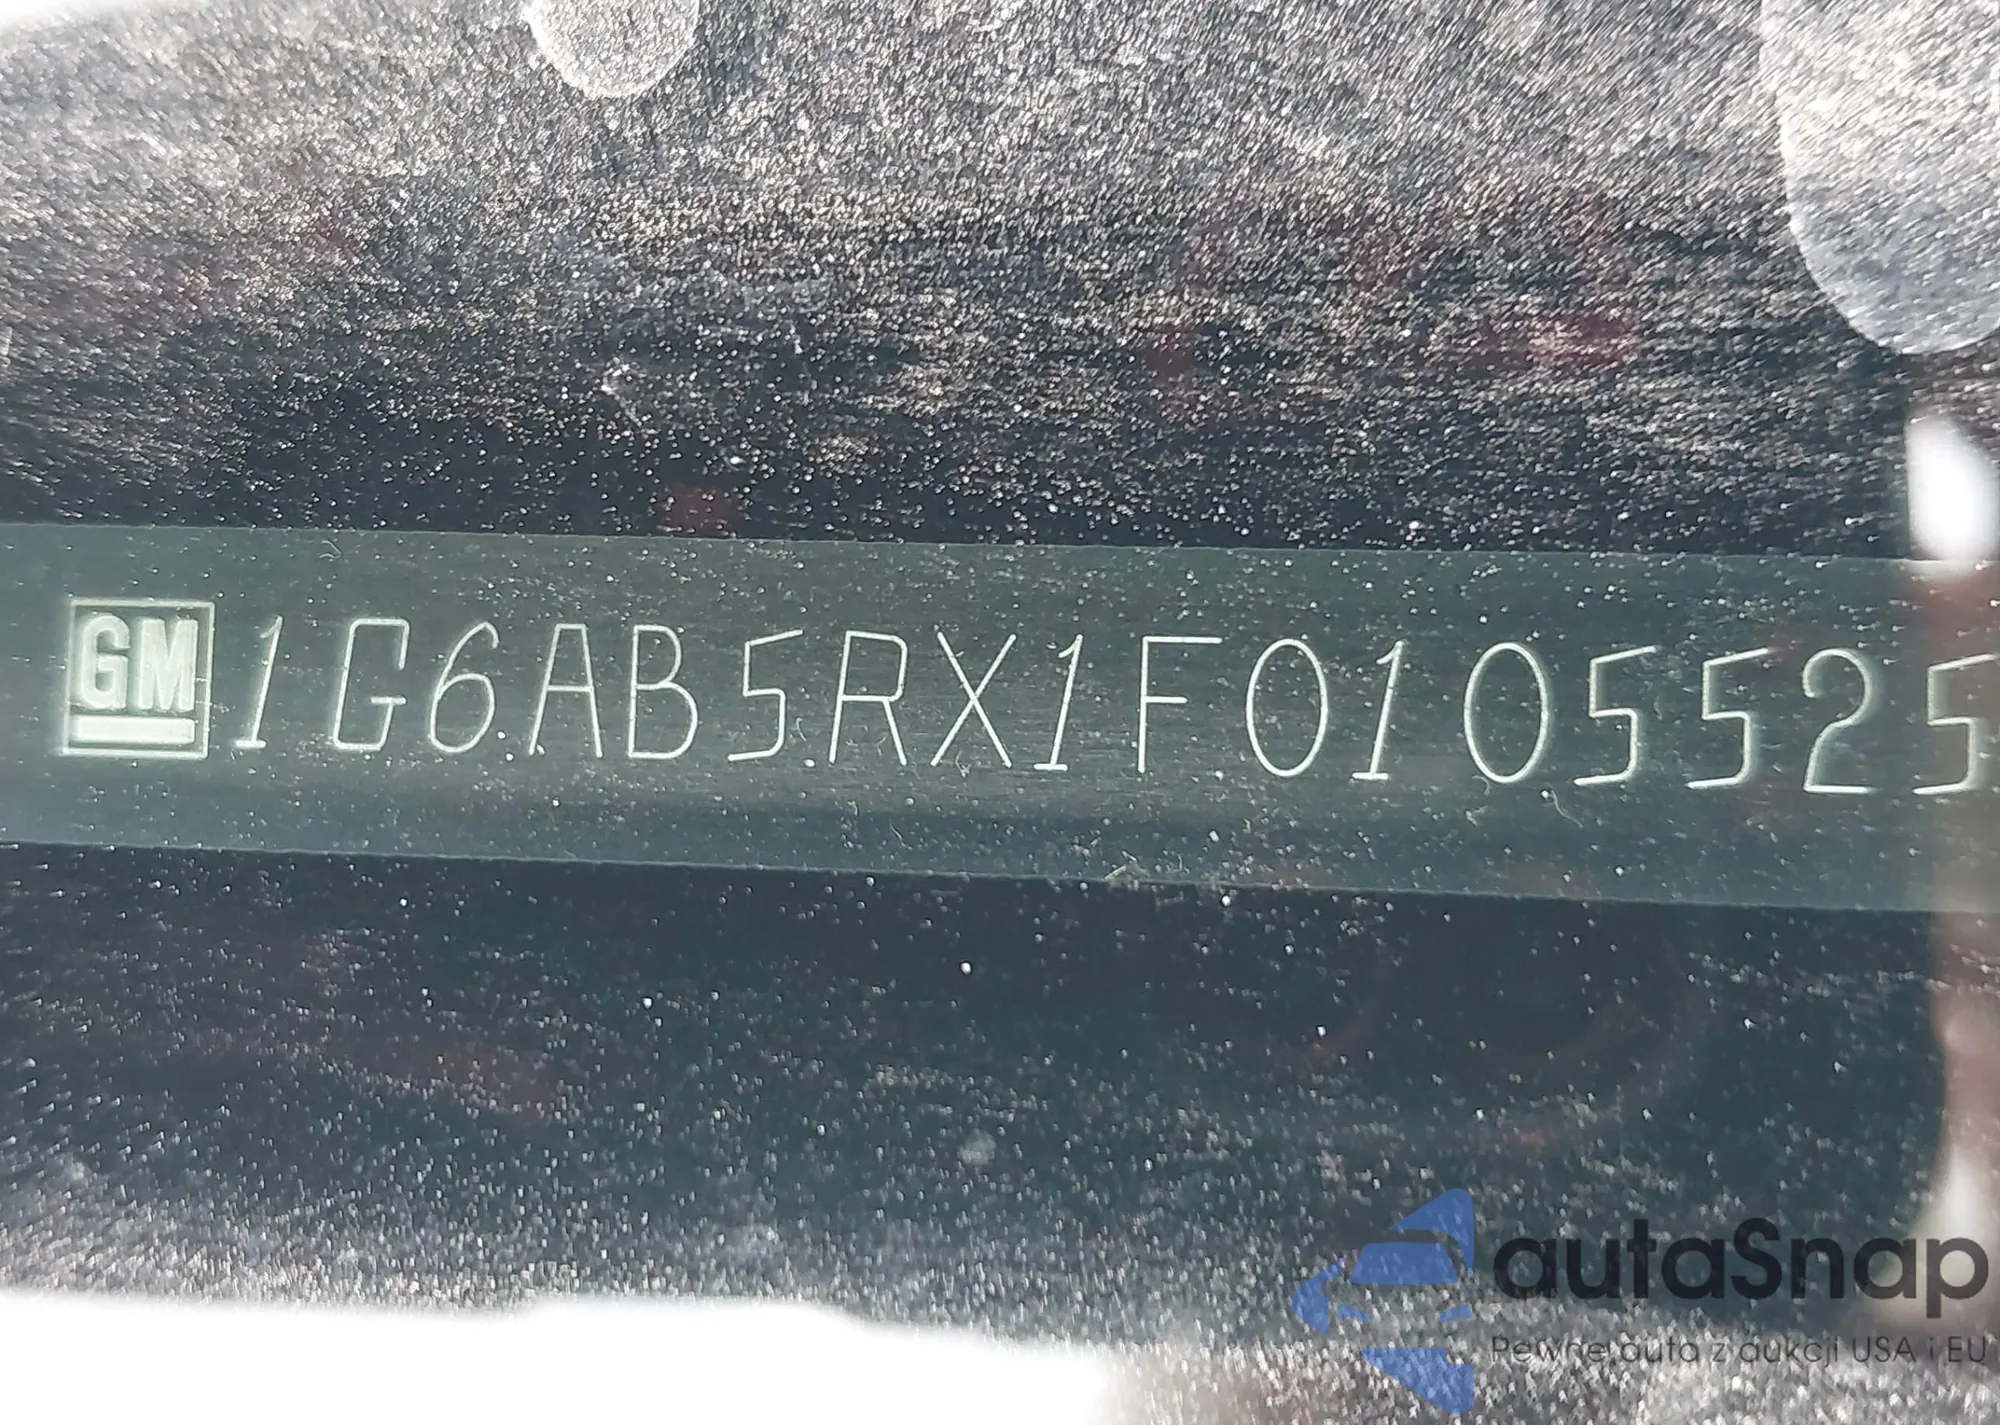 GM 1G6AB5RX1F0105525
autaSnap
Pewne auta z aukcji USA i EU